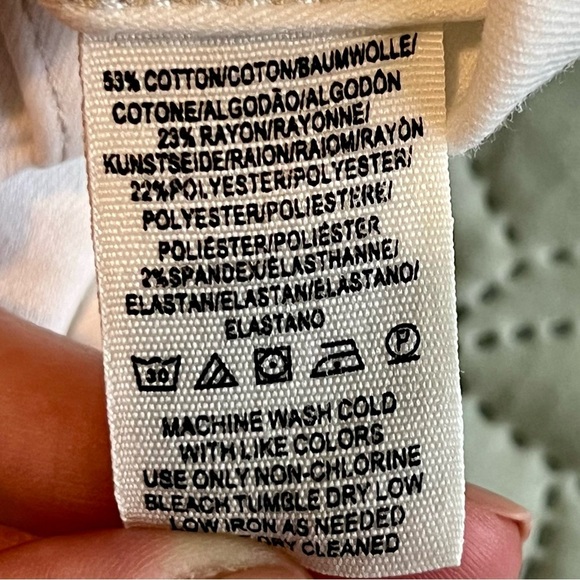 53% COTTON/COTON/BAUMWOLLE/
COTONE/ALGODÃO/ALGODÓN
23% RAYON/RAYONNE/
KUNSTSEIDE/RAION/RAIOM/RAYÓN
22%POLYESTER/POLYESTER/
POLYESTER/POLIESTERE/
POLIÉSTER/POLIÉSTER
2%SPANDEX/ÉLASTHANNE/
ELASTAN/ELASTAN/ELASTANO/
ELASTANO
30 P
MACHINE WASH COLD
WITH LIKE COLORS
USE ONLY NON-CHLORINE
BLEACH TUMBLE DRY LOW
LOW IRON AS NEEDED
DRY CLEANED